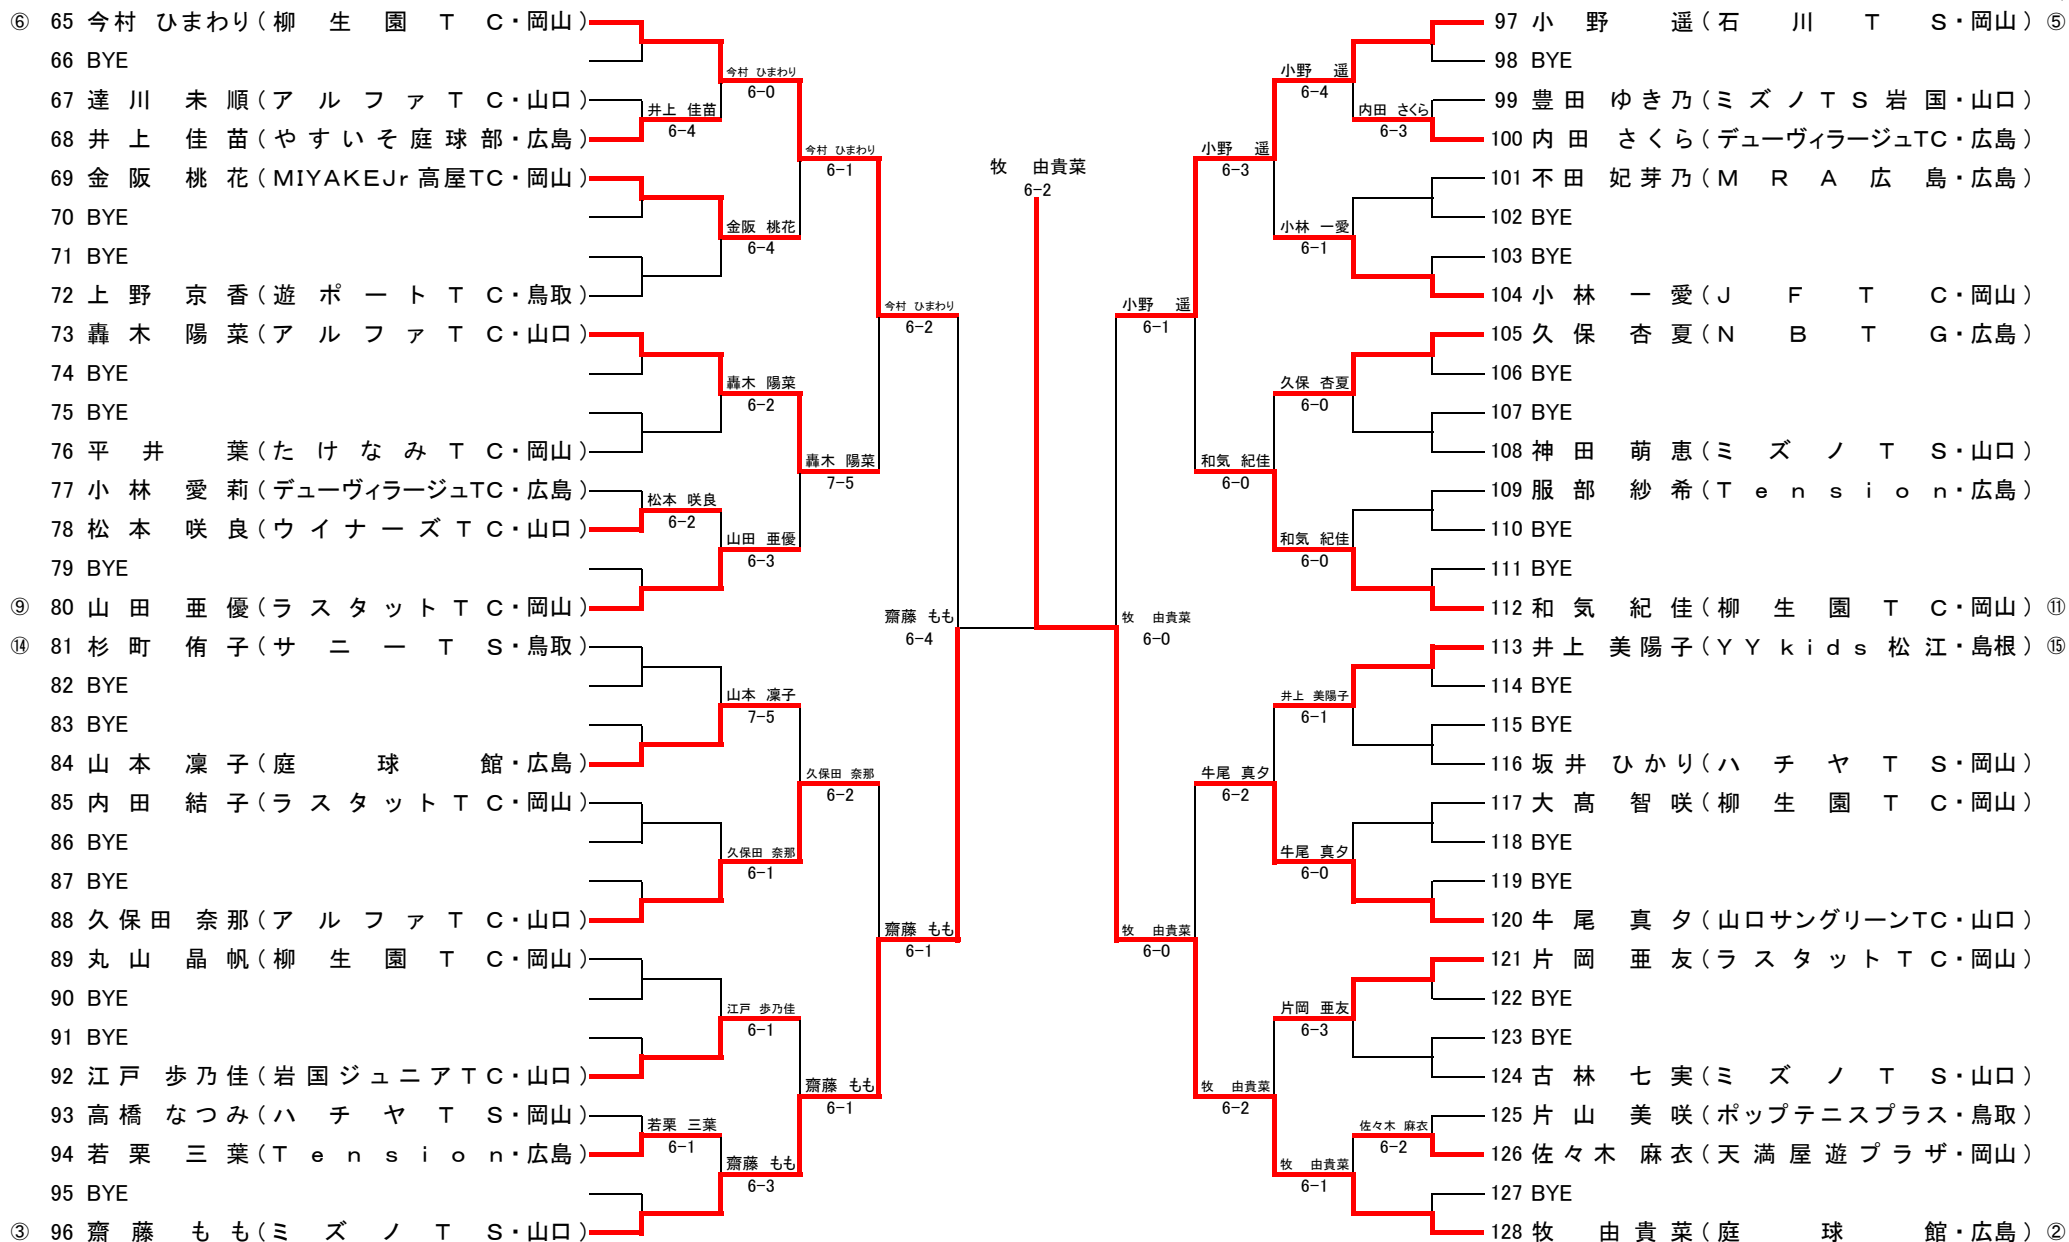 ⑥ 65 今村 ひまわり(柳生園TC・岡山)
66 BYE
67 達川 未順(アルファTC・山口)
68 井上 佳苗(やすいそ庭球部・広島)
69 金阪 桃花(MIYAKEJr高屋TC・岡山)
70 BYE
71 BYE
72 上野 京香(遊ポートTC・鳥取)
73 轟木 陽菜(アルファTC・山口)
74 BYE
75 BYE
76 平井 葉(たけなみTC・岡山)
77 小林 愛莉(デューヴィラージュTC・広島)
78 松本 咲良(ウイナーズTC・山口)
79 BYE
⑨ 80 山田 亜優(ラスタットTC・岡山)
⑭ 81 杉町 侑子(サニーTS・鳥取)
82 BYE
83 BYE
84 山本 凜子(庭球館・広島)
85 内田 結子(ラスタットTC・岡山)
86 BYE
87 BYE
88 久保田 奈那(アルファTC・山口)
89 丸山 晶帆(柳生園TC・岡山)
90 BYE
91 BYE
92 江戸 歩乃佳(岩国ジュニアTC・山口)
93 高橋 なつみ(ハチヤTS・岡山)
94 若栗 三葉(Tension・広島)
95 BYE
③ 96 齋藤 もも(ミズノTS・山口)
井上 佳苗
6-4
松本 咲良
6-2
若栗 三葉
6-1
今村 ひまわり
6-0
金阪 桃花
6-4
轟木 陽菜
6-2
山田 亜優
6-3
山本 凜子
7-5
久保田 奈那
6-1
江戸 歩乃佳
6-1
齋藤 もも
6-3
今村 ひまわり
6-1
轟木 陽菜
7-5
久保田 奈那
6-2
齋藤 もも
6-1
今村 ひまわり
6-2
齋藤 もも
6-1
齋藤 もも
6-4
牧 由貴菜
6-2
牧 由貴菜
6-0
小野 遥
6-1
牧 由貴菜
6-0
小野 遥
6-3
和気 紀佳
6-0
牛尾 真夕
6-2
牧 由貴菜
6-2
小野 遥
6-4
小林 一愛
6-1
久保 杏夏
6-0
和気 紀佳
6-0
井上 美陽子
6-1
牛尾 真夕
6-0
片岡 亜友
6-3
牧 由貴菜
6-1
内田 さくら
6-3
佐々木 麻衣
6-2
97 小野 遥(石川TS・岡山) ⑤
98 BYE
99 豊田 ゆき乃(ミズノTS岩国・山口)
100 内田 さくら(デューヴィラージュTC・広島)
101 不田 妃芽乃(MRA広島・広島)
102 BYE
103 BYE
104 小林 一愛(JFTC・岡山)
105 久保 杏夏(NBTG・広島)
106 BYE
107 BYE
108 神田 萌恵(ミズノTS・山口)
109 服部 紗希(Tension・広島)
110 BYE
111 BYE
112 和気 紀佳(柳生園TC・岡山) ⑪
113 井上 美陽子(YYkids松江・島根) ⑮
114 BYE
115 BYE
116 坂井 ひかり(ハチヤTS・岡山)
117 大髙 智咲(柳生園TC・岡山)
118 BYE
119 BYE
120 牛尾 真夕(山口サングリーンTC・山口)
121 片岡 亜友(ラスタットTC・岡山)
122 BYE
123 BYE
124 古林 七実(ミズノTS・山口)
125 片山 美咲(ポップテニスプラス・鳥取)
126 佐々木 麻衣(天満屋遊プラザ・岡山)
127 BYE
128 牧 由貴菜(庭球館・広島) ②